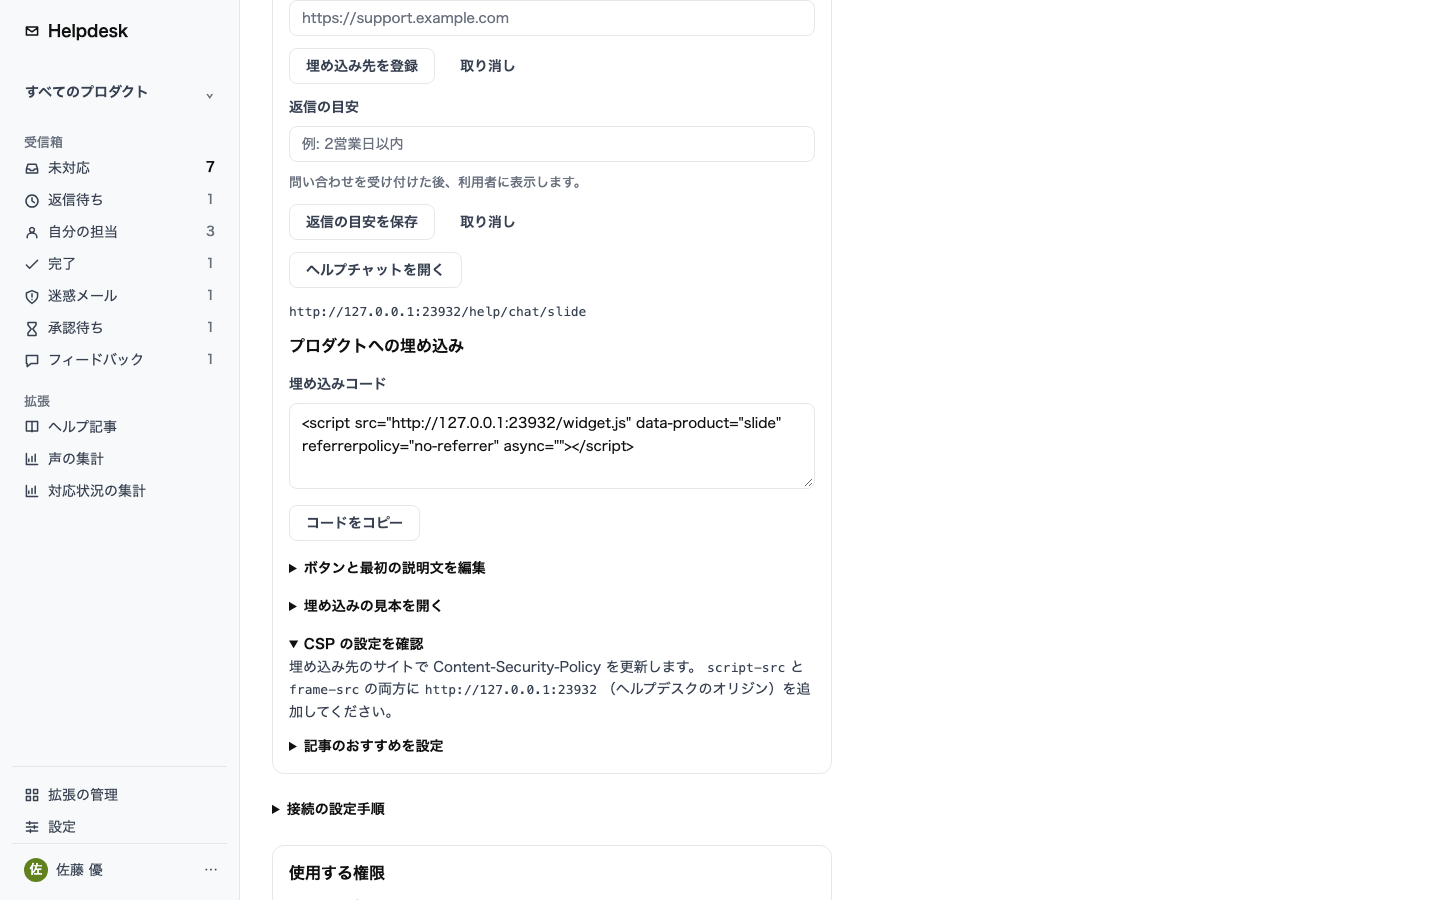 Helpdesk
すべてのプロダクト
受信箱
未対応 7
返信待ち 1
自分の担当 3
完了 1
迷惑メール 1
承認待ち 1
フィードバック 1
拡張
ヘルプ記事
声の集計
対応状況の集計
拡張の管理
設定
佐 佐藤 優 …
https://support.example.com
埋め込み先を登録 取り消し
返信の目安
例: 2営業日以内
問い合わせを受け付けた後、利用者に表示します。
返信の目安を保存 取り消し
ヘルプチャットを開く
http://127.0.0.1:23932/help/chat/slide
プロダクトへの埋め込み
埋め込みコード
<script src="http://127.0.0.1:23932/widget.js" data-product="slide"
referrerpolicy="no-referrer" async=""></script>
コードをコピー
ボタンと最初の説明文を編集
埋め込みの見本を開く
CSP の設定を確認
埋め込み先のサイトで Content-Security-Policy を更新します。 script-src と
frame-src の両方に http://127.0.0.1:23932 （ヘルプデスクのオリジン）を追
加してください。
記事のおすすめを設定
接続の設定手順
使用する権限